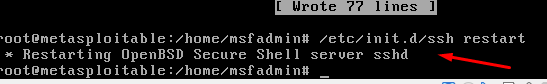 [ Wrote 77 lines ]
root@metasploitable:/home/msfadmin# /etc/init.d/ssh restart
* Restarting OpenBSD Secure Shell server sshd
root@metasploitable:/home/msfadmin# _